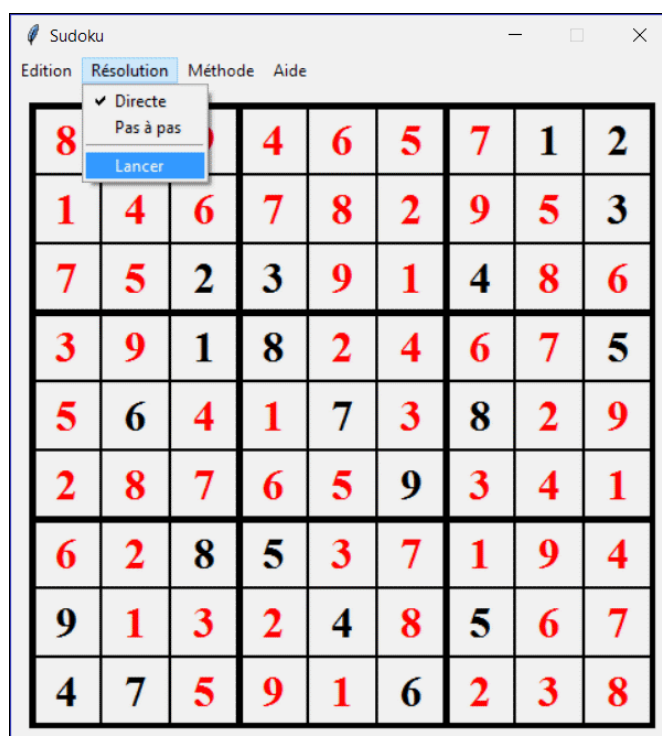 Sudoku
Edition Résolution Méthode Aide
Directe
Pas à pas
Lancer
8 4 6 5 7 1 2
1 4 6 7 8 2 9 5 3
7 5 2 3 9 1 4 8 6
3 9 1 8 2 4 6 7 5
5 6 4 1 7 3 8 2 9
2 8 7 6 5 9 3 4 1
6 2 8 5 3 7 1 9 4
9 1 3 2 4 8 5 6 7
4 7 5 9 1 6 2 3 8